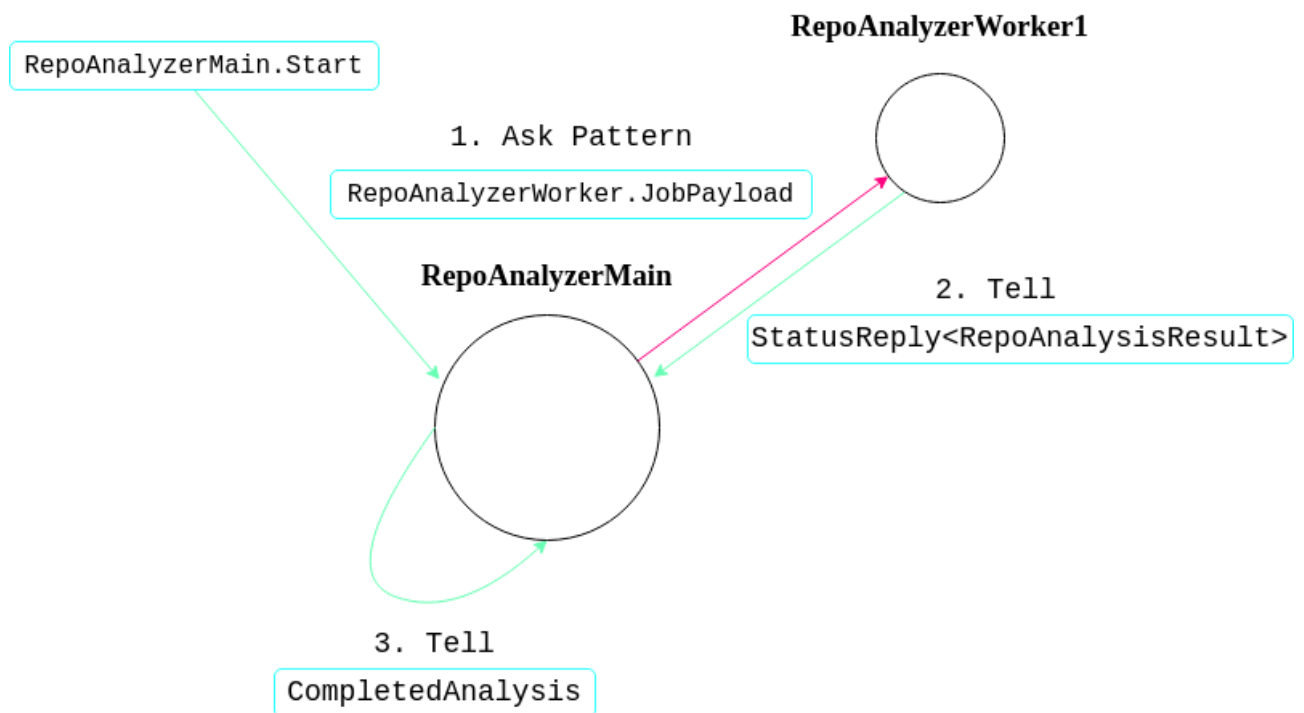 RepoAnalyzerWorker1
RepoAnalyzerMain.Start
1. Ask Pattern
RepoAnalyzerWorker.JobPayload
RepoAnalyzerMain
2. Tell
StatusReply<RepoAnalysisResult>
3. Tell
CompletedAnalysis